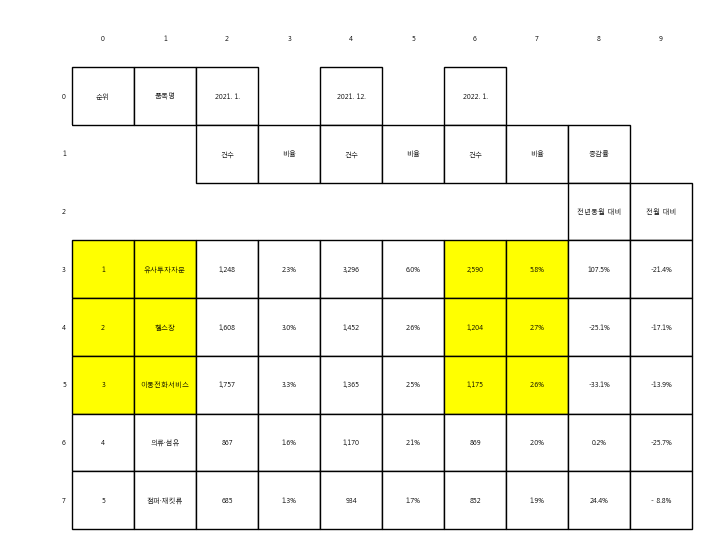 0 1 2 3 4 5 6 7 8 9
0 순위 품목명 2021. 1. 2021. 12. 2022. 1.
1 건수 비율 건수 비율 건수 비율 증감률
2 전년동월 대비 전월 대비
3 1 유사투자자문 1,248 2.3% 3,296 6.0% 2,590 5.8% 107.5% -21.4%
4 2 헬스장 1,608 3.0% 1,452 2.6% 1,204 2.7% -25.1% -17.1%
5 3 이동전화서비스 1,757 3.3% 1,365 2.5% 1,175 2.6% -33.1% -13.9%
6 4 의류·섬유 867 1.6% 1,170 2.1% 869 2.0% 0.2% -25.7%
7 5 점퍼·재킷류 685 1.3% 934 1.7% 852 1.9% 24.4% - 8.8%